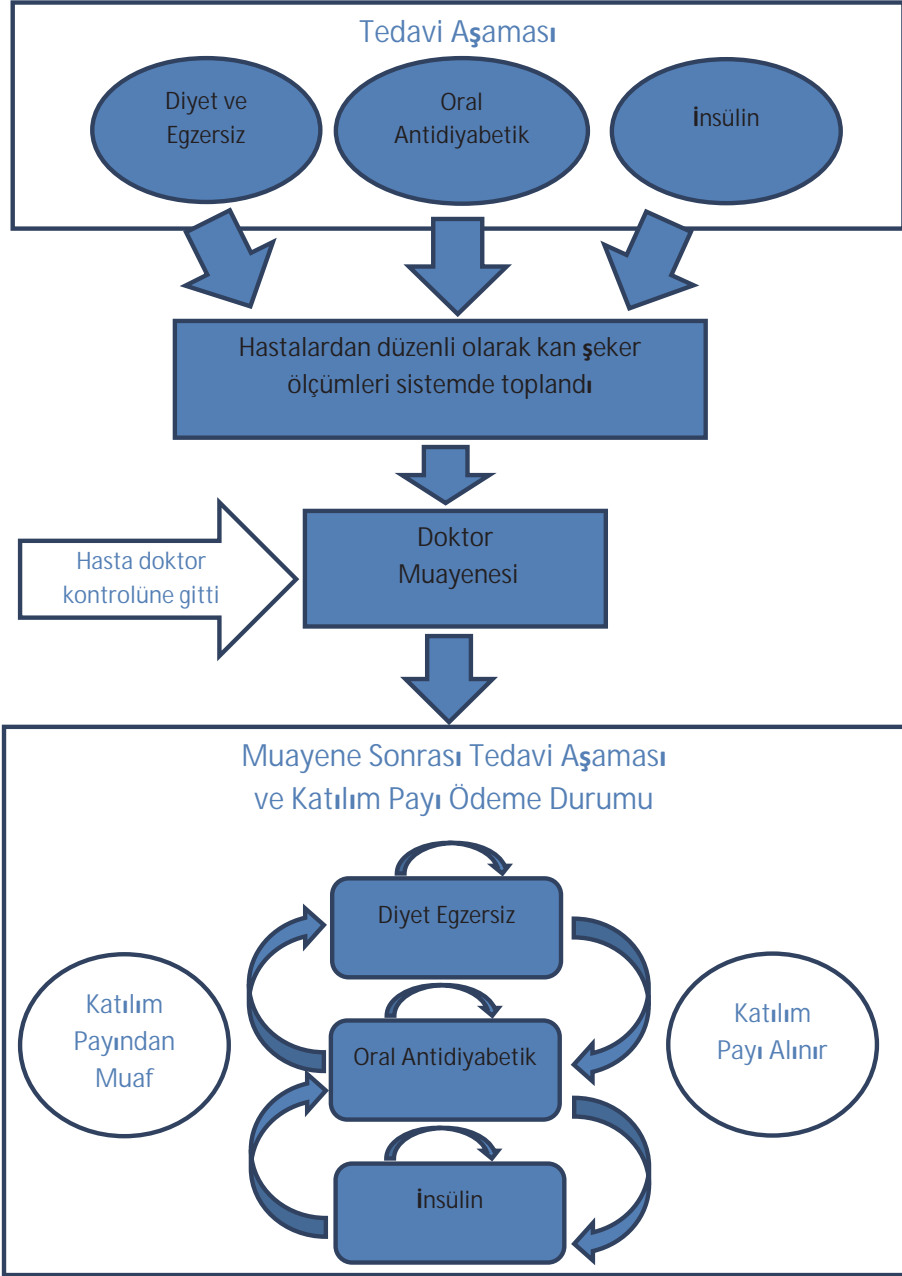 Tedavi Aşaması
Diyet ve
Egzersiz
Oral
Antidiyabetik
İnsülin
Hastalardan düzenli olarak kan şeker
ölçümleri sistemde toplandı
Doktor
Muayenesi
Hasta doktor
kontrolüne gitti
Muayene Sonrası Tedavi Aşaması
ve Katılım Payı Ödeme Durumu
Diyet Egzersiz
Katılım
Payından
Muaf
Oral Antidiyabetik
Katılım
Payı Alınır
İnsülin